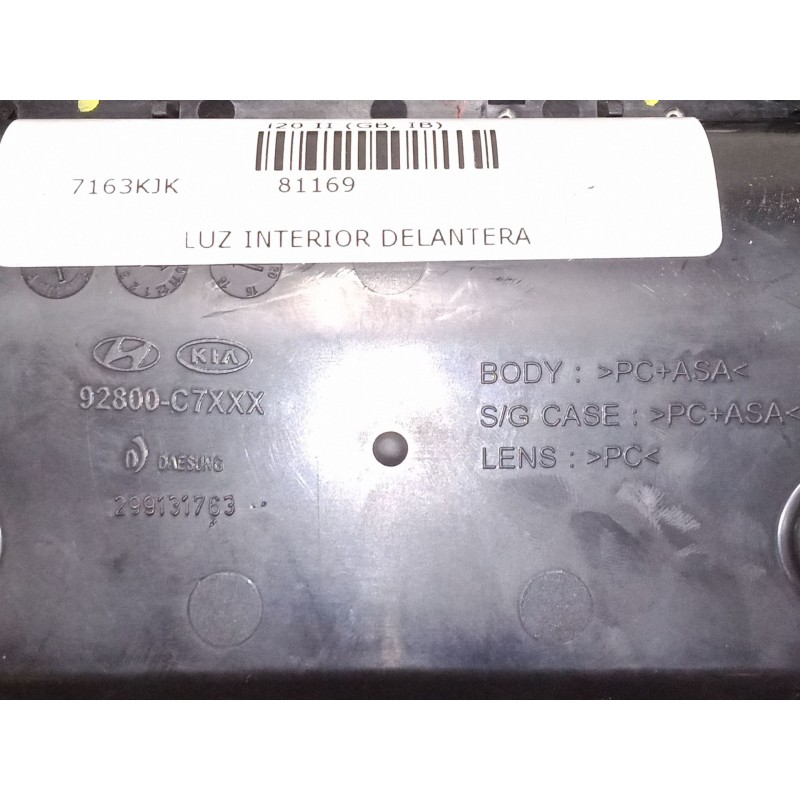 i20 II (GB, IB)
7163KJK 81169
LUZ INTERIOR DELANTERA
KIA
92800-C7XXX
DAESUNG
299131763
BODY : >PC+ASA<
S/G CASE : >PC+ASA<
LENS : >PC<